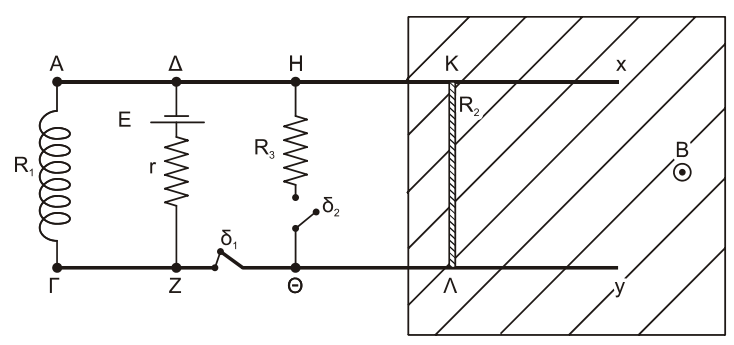 Α Δ Η Κ x
E R₂
R₁ r R₃ B
δ₂
δ₁
Γ Ζ Θ Λ y